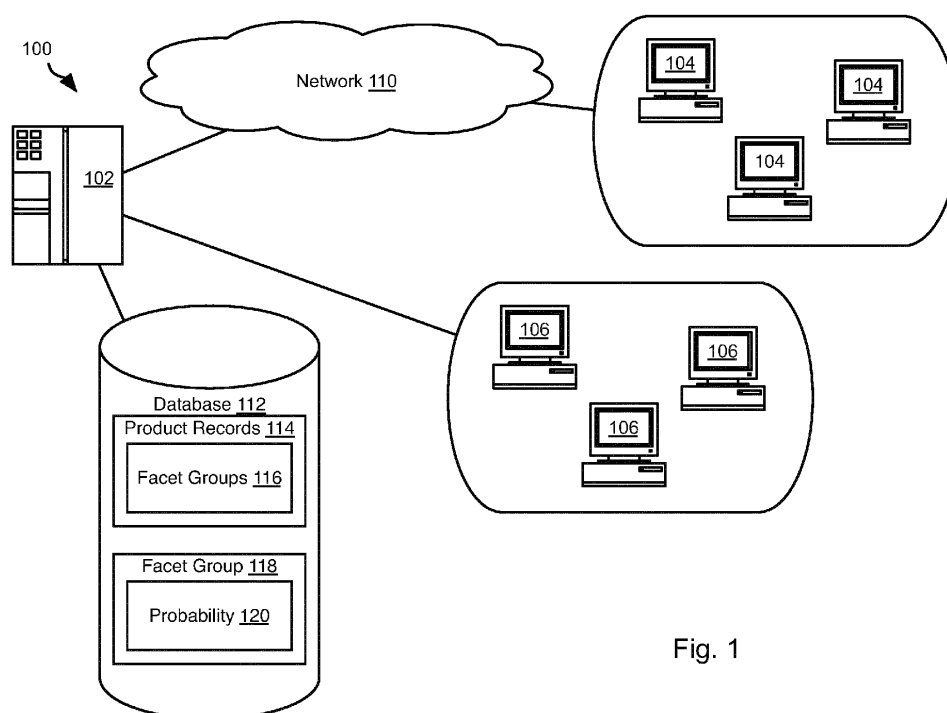 100
Network 110
104
104
104
102
106
106
106
Database 112
Product Records 114
Facet Groups 116
Facet Group 118
Probability 120
Fig. 1